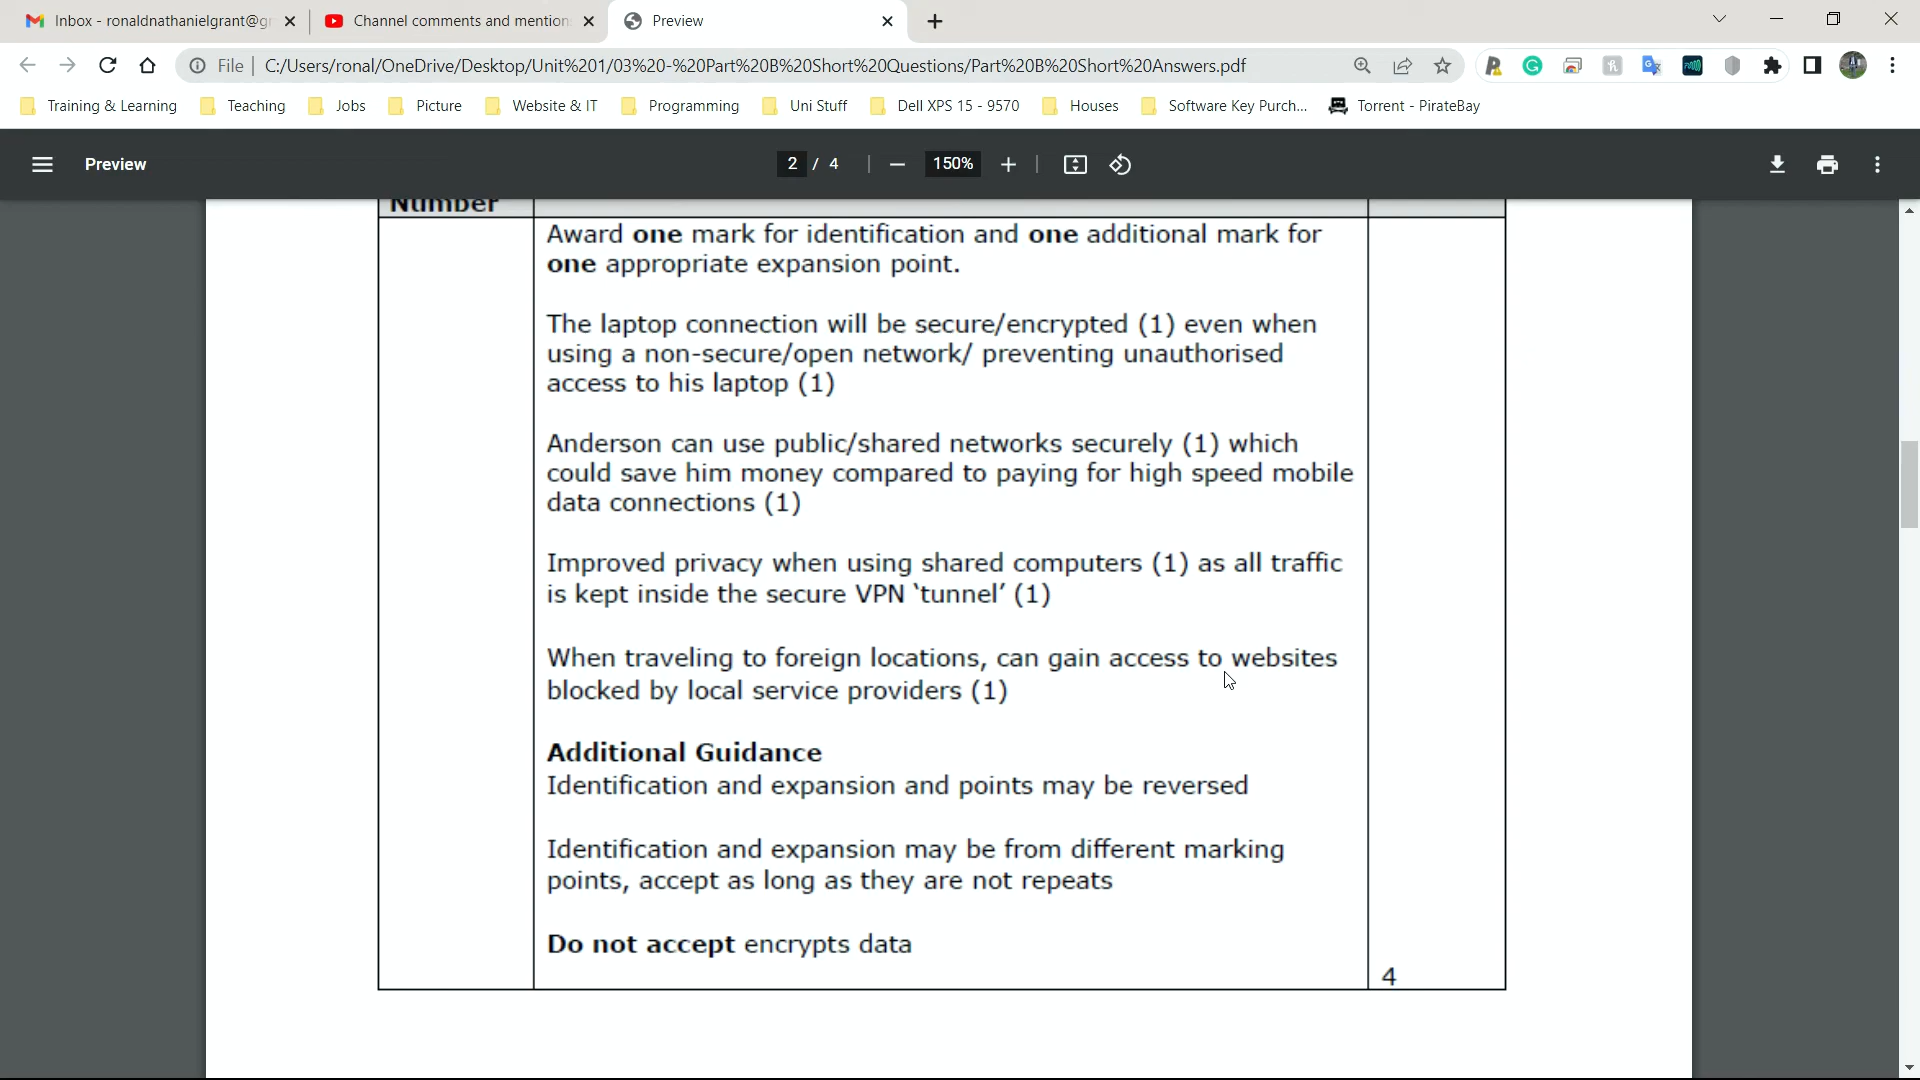 Inbox - ronaldnathanielgrant@g
Channel comments and mention
Preview
File
C:/Users/ronal/OneDrive/Desktop/Unit%201/03%20-%20Part%20B%20Short%20Questions/Part%20B%20Short%20Answers.pdf
Training & Learning
Teaching
Jobs
Picture
Website & IT
Programming
Uni Stuff
Dell XPS 15 - 9570
Houses
Software Key Purch...
Torrent - PirateBay
Preview
2 / 4
150%
Number
Award one mark for identification and one additional mark for
one appropriate expansion point.
The laptop connection will be secure/encrypted (1) even when
using a non-secure/open network/ preventing unauthorised
access to his laptop (1)
Anderson can use public/shared networks securely (1) which
could save him money compared to paying for high speed mobile
data connections (1)
Improved privacy when using shared computers (1) as all traffic
is kept inside the secure VPN ‘tunnel’ (1)
When traveling to foreign locations, can gain access to websites
blocked by local service providers (1)
Additional Guidance
Identification and expansion and points may be reversed
Identification and expansion may be from different marking
points, accept as long as they are not repeats
Do not accept encrypts data
4